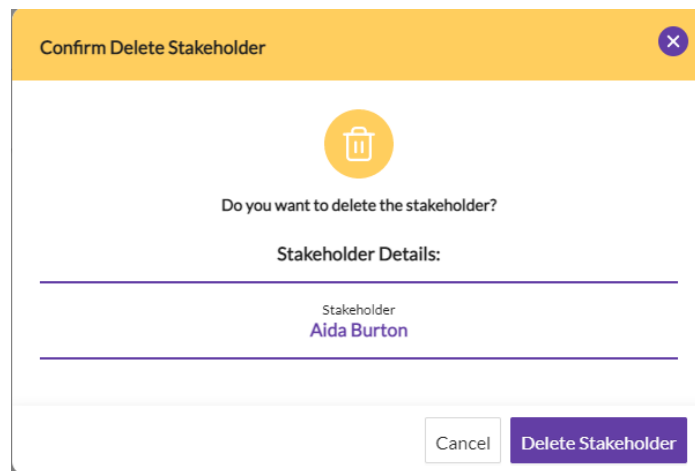 Confirm Delete Stakeholder
Do you want to delete the stakeholder?
Stakeholder Details:
Stakeholder
Aida Burton
Cancel
Delete Stakeholder